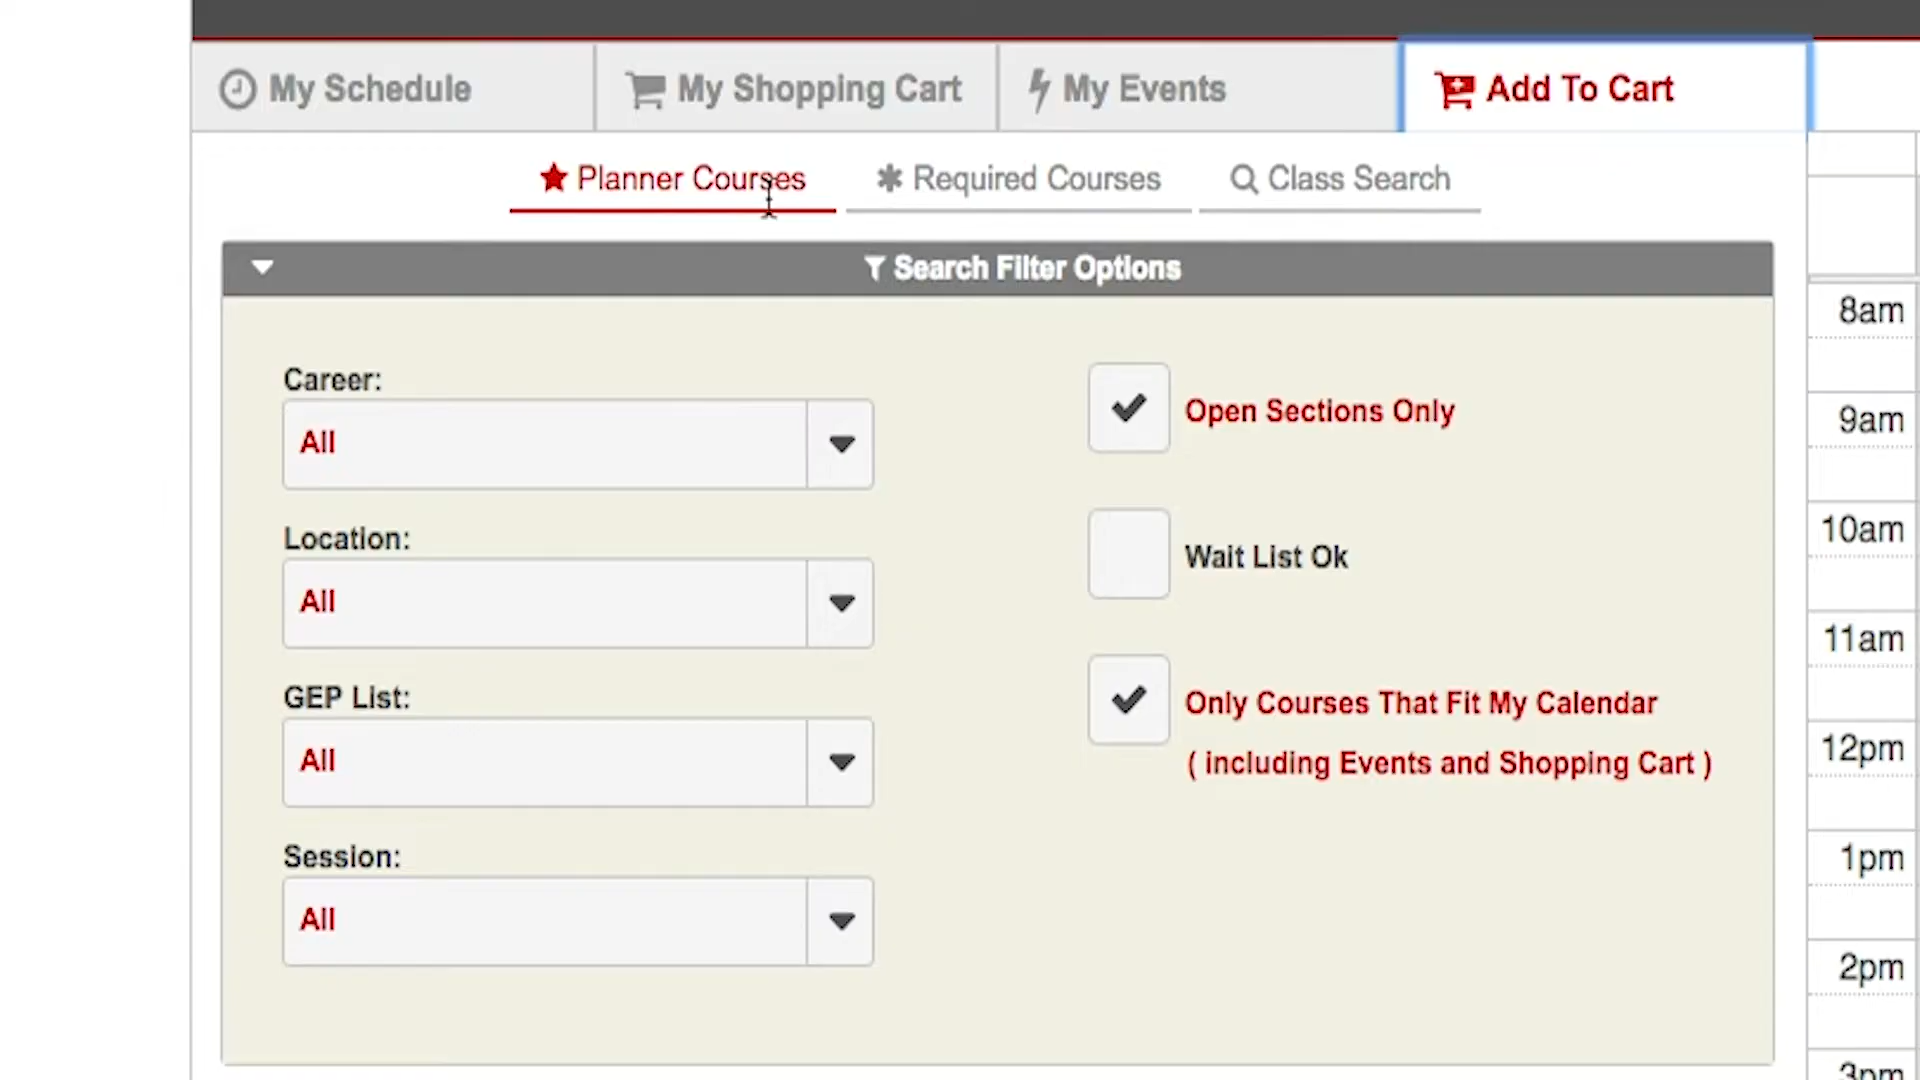 My Schedule
My Shopping Cart
My Events
Add To Cart
Planner Courses
Required Courses
Class Search
Search Filter Options
Career:
All
Location:
All
GEP List:
All
Session:
All
Open Sections Only
Wait List Ok
Only Courses That Fit My Calendar
( including Events and Shopping Cart )
8am
9am
10am
11am
12pm
1pm
2pm
3pm